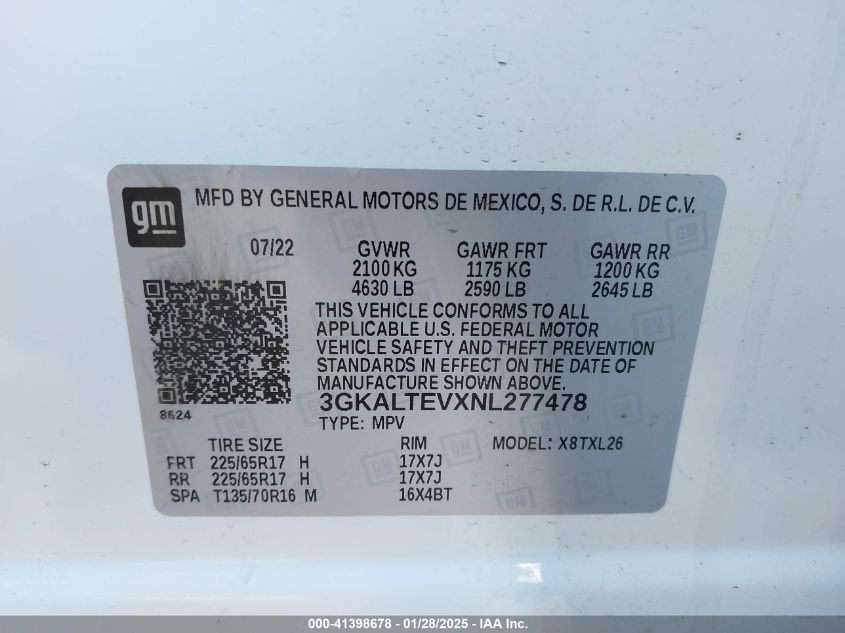 gm
MFD BY GENERAL MOTORS DE MEXICO, S. DE R.L. DE C.V.
07/22 GVWR GAWR FRT GAWR RR
2100 KG 1175 KG 1200 KG
4630 LB 2590 LB 2645 LB
THIS VEHICLE CONFORMS TO ALL
APPLICABLE U.S. FEDERAL MOTOR
VEHICLE SAFETY AND THEFT PREVENTION
STANDARDS IN EFFECT ON THE DATE OF
MANUFACTURE SHOWN ABOVE.
3GKALTEVXNL277478
8624
TYPE: MPV
TIRE SIZE RIM MODEL: X8TXL26
FRT 225/65R17 H 17X7J
RR 225/65R17 H 17X7J
SPA T135/70R16 M 16X4BT
000-41398678 - 01/28/2025 - IAA Inc.